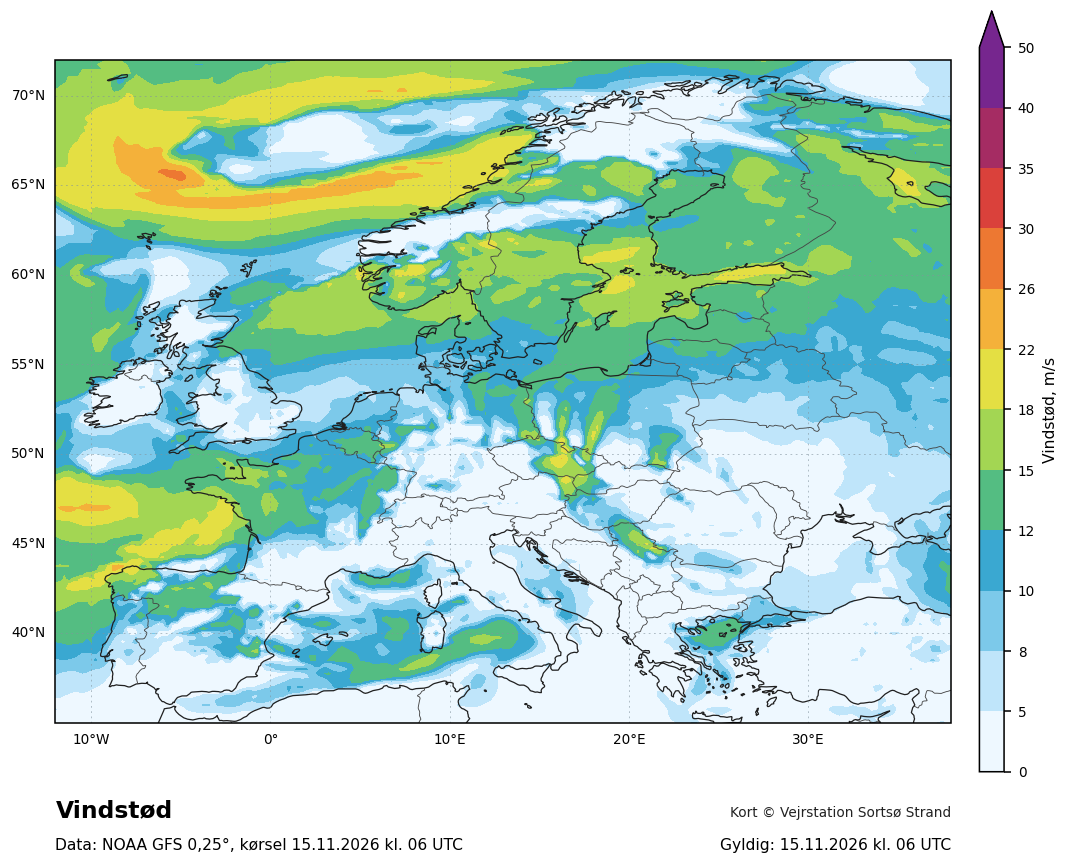 70°N
65°N
60°N
55°N
50°N
45°N
40°N
10°W
0°
10°E
20°E
30°E
50
40
35
30
26
22
18
15
12
10
8
5
0
Vindstød, m/s
Vindstød
Kort © Vejrstation Sortsø Strand
Data: NOAA GFS 0,25°, kørsel 15.11.2026 kl. 06 UTC
Gyldig: 15.11.2026 kl. 06 UTC